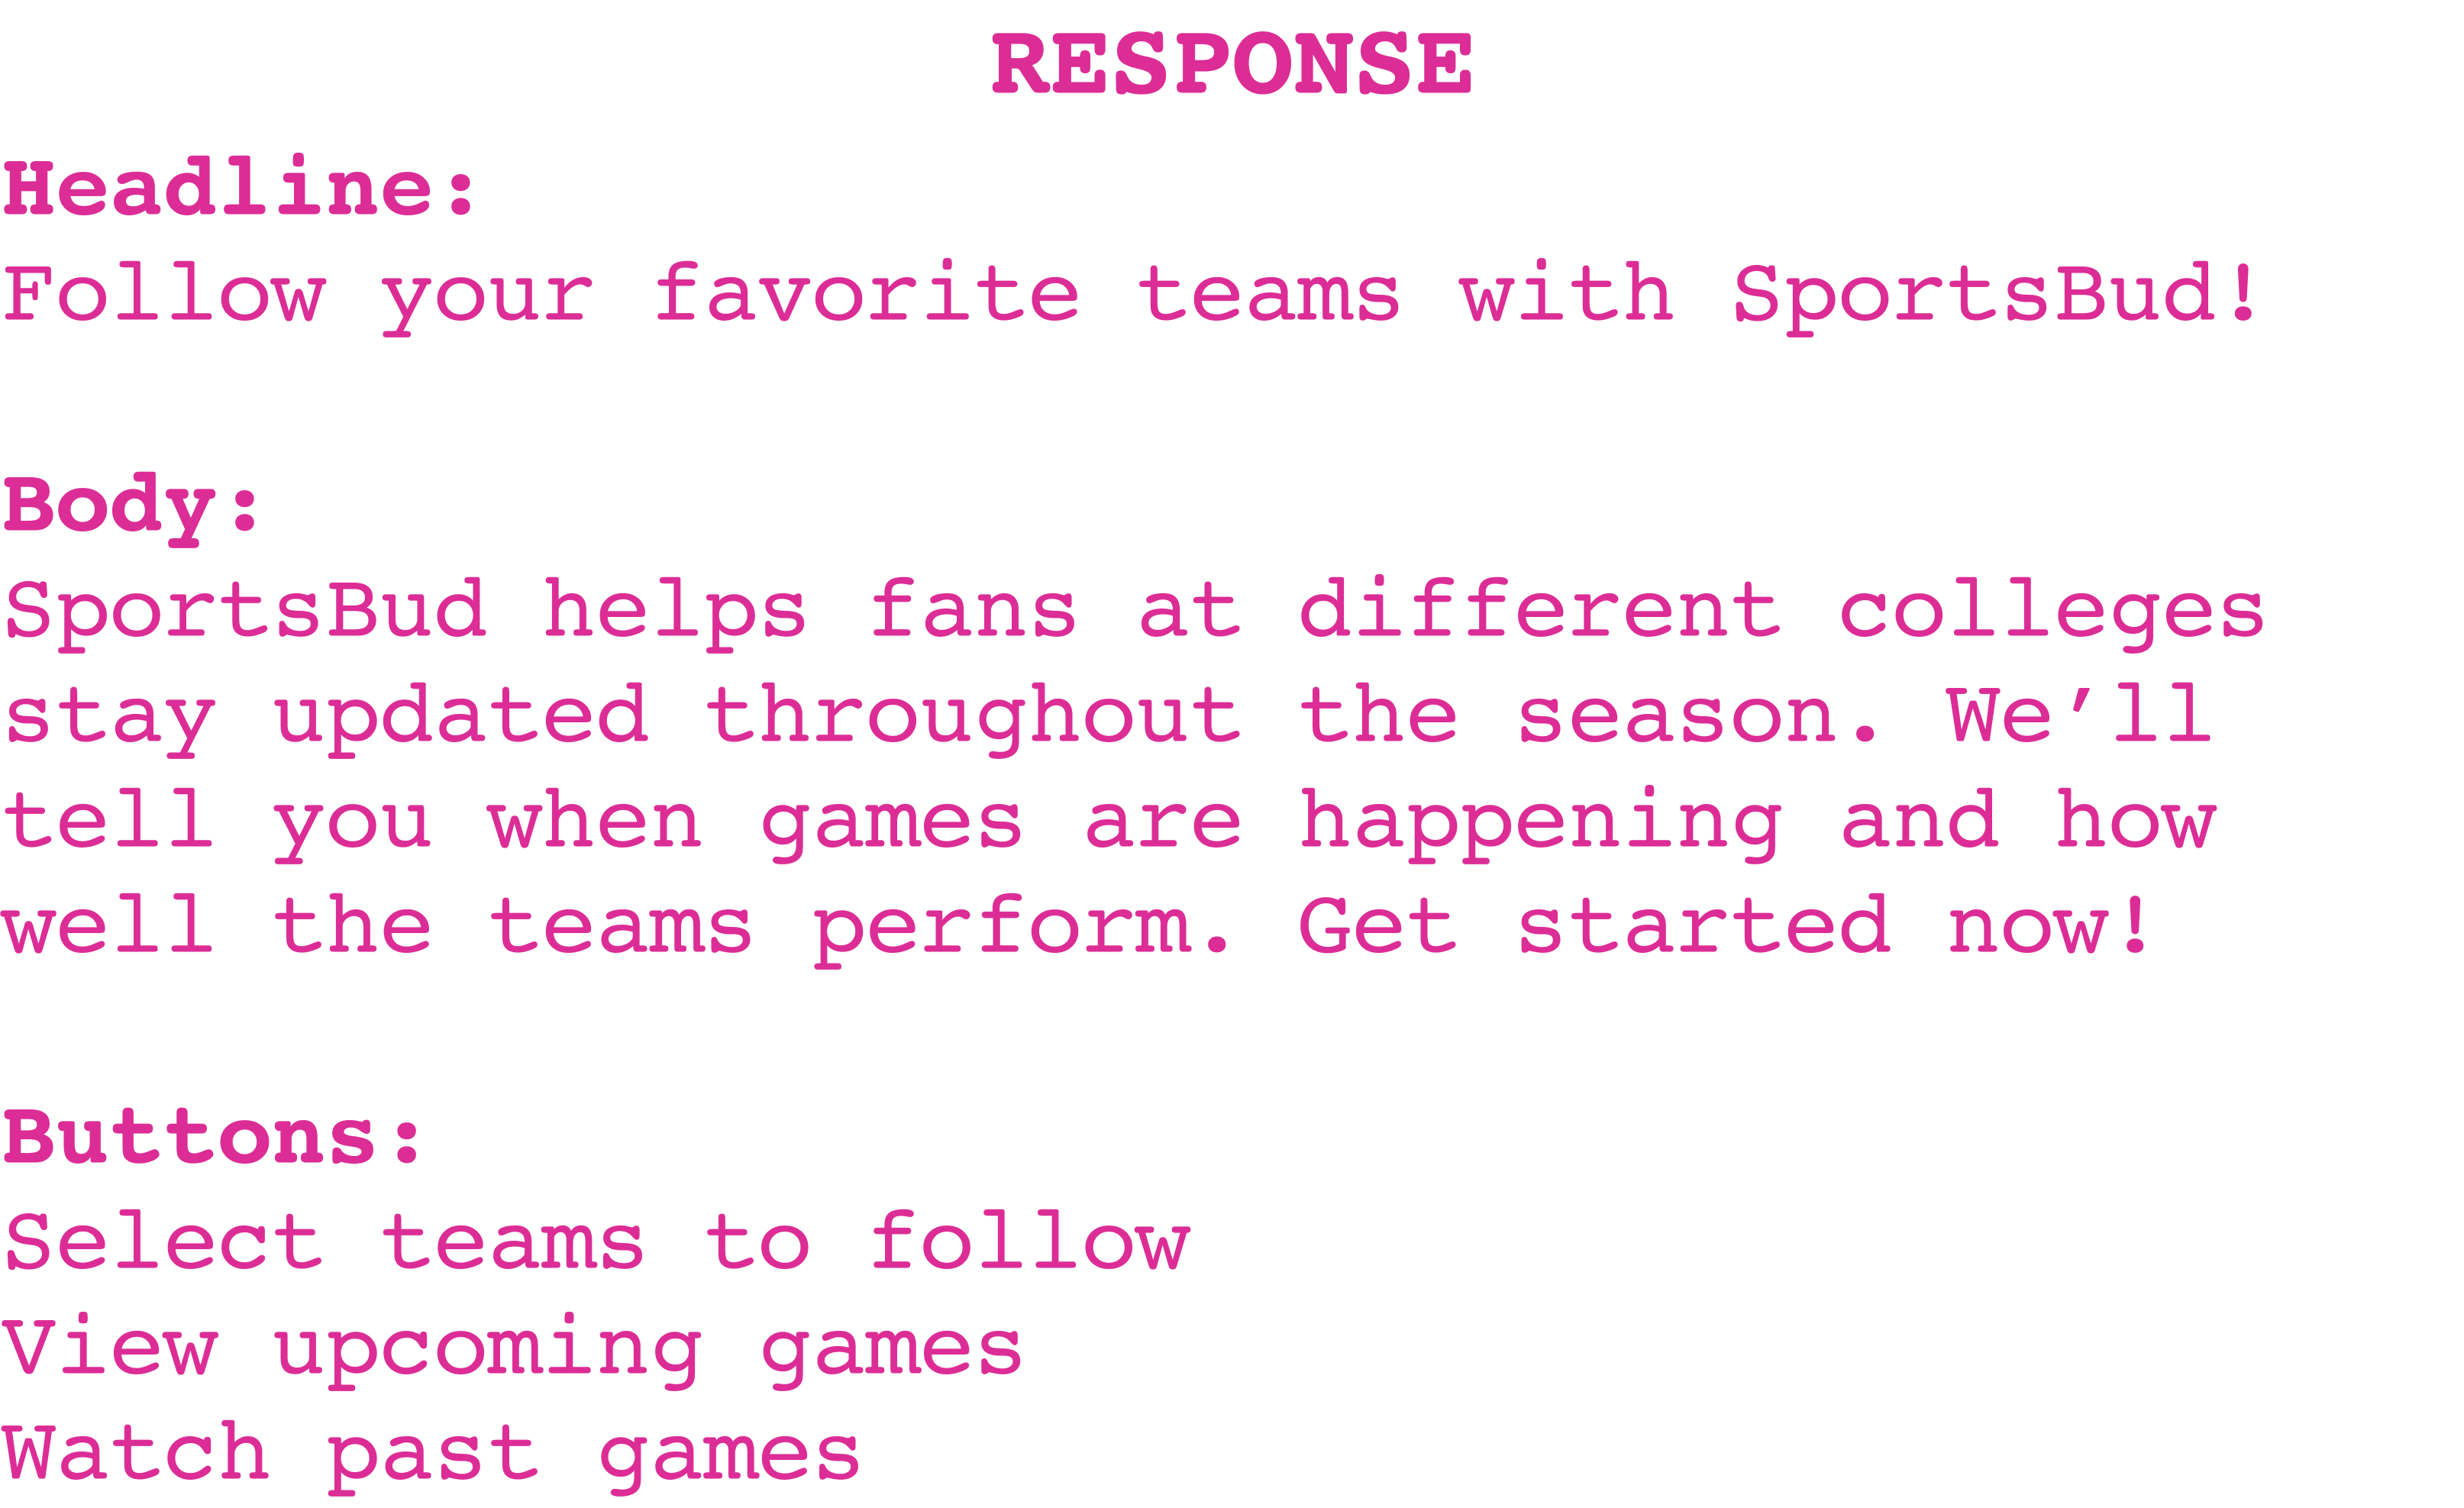 RESPONSE
Headline:
Follow your favorite teams with SportsBud!
Body:
SportsBud helps fans at different colleges
stay updated throughout the season. We’ll
tell you when games are happening and how
well the teams perform. Get started now!
Buttons:
Select teams to follow
View upcoming games
Watch past games